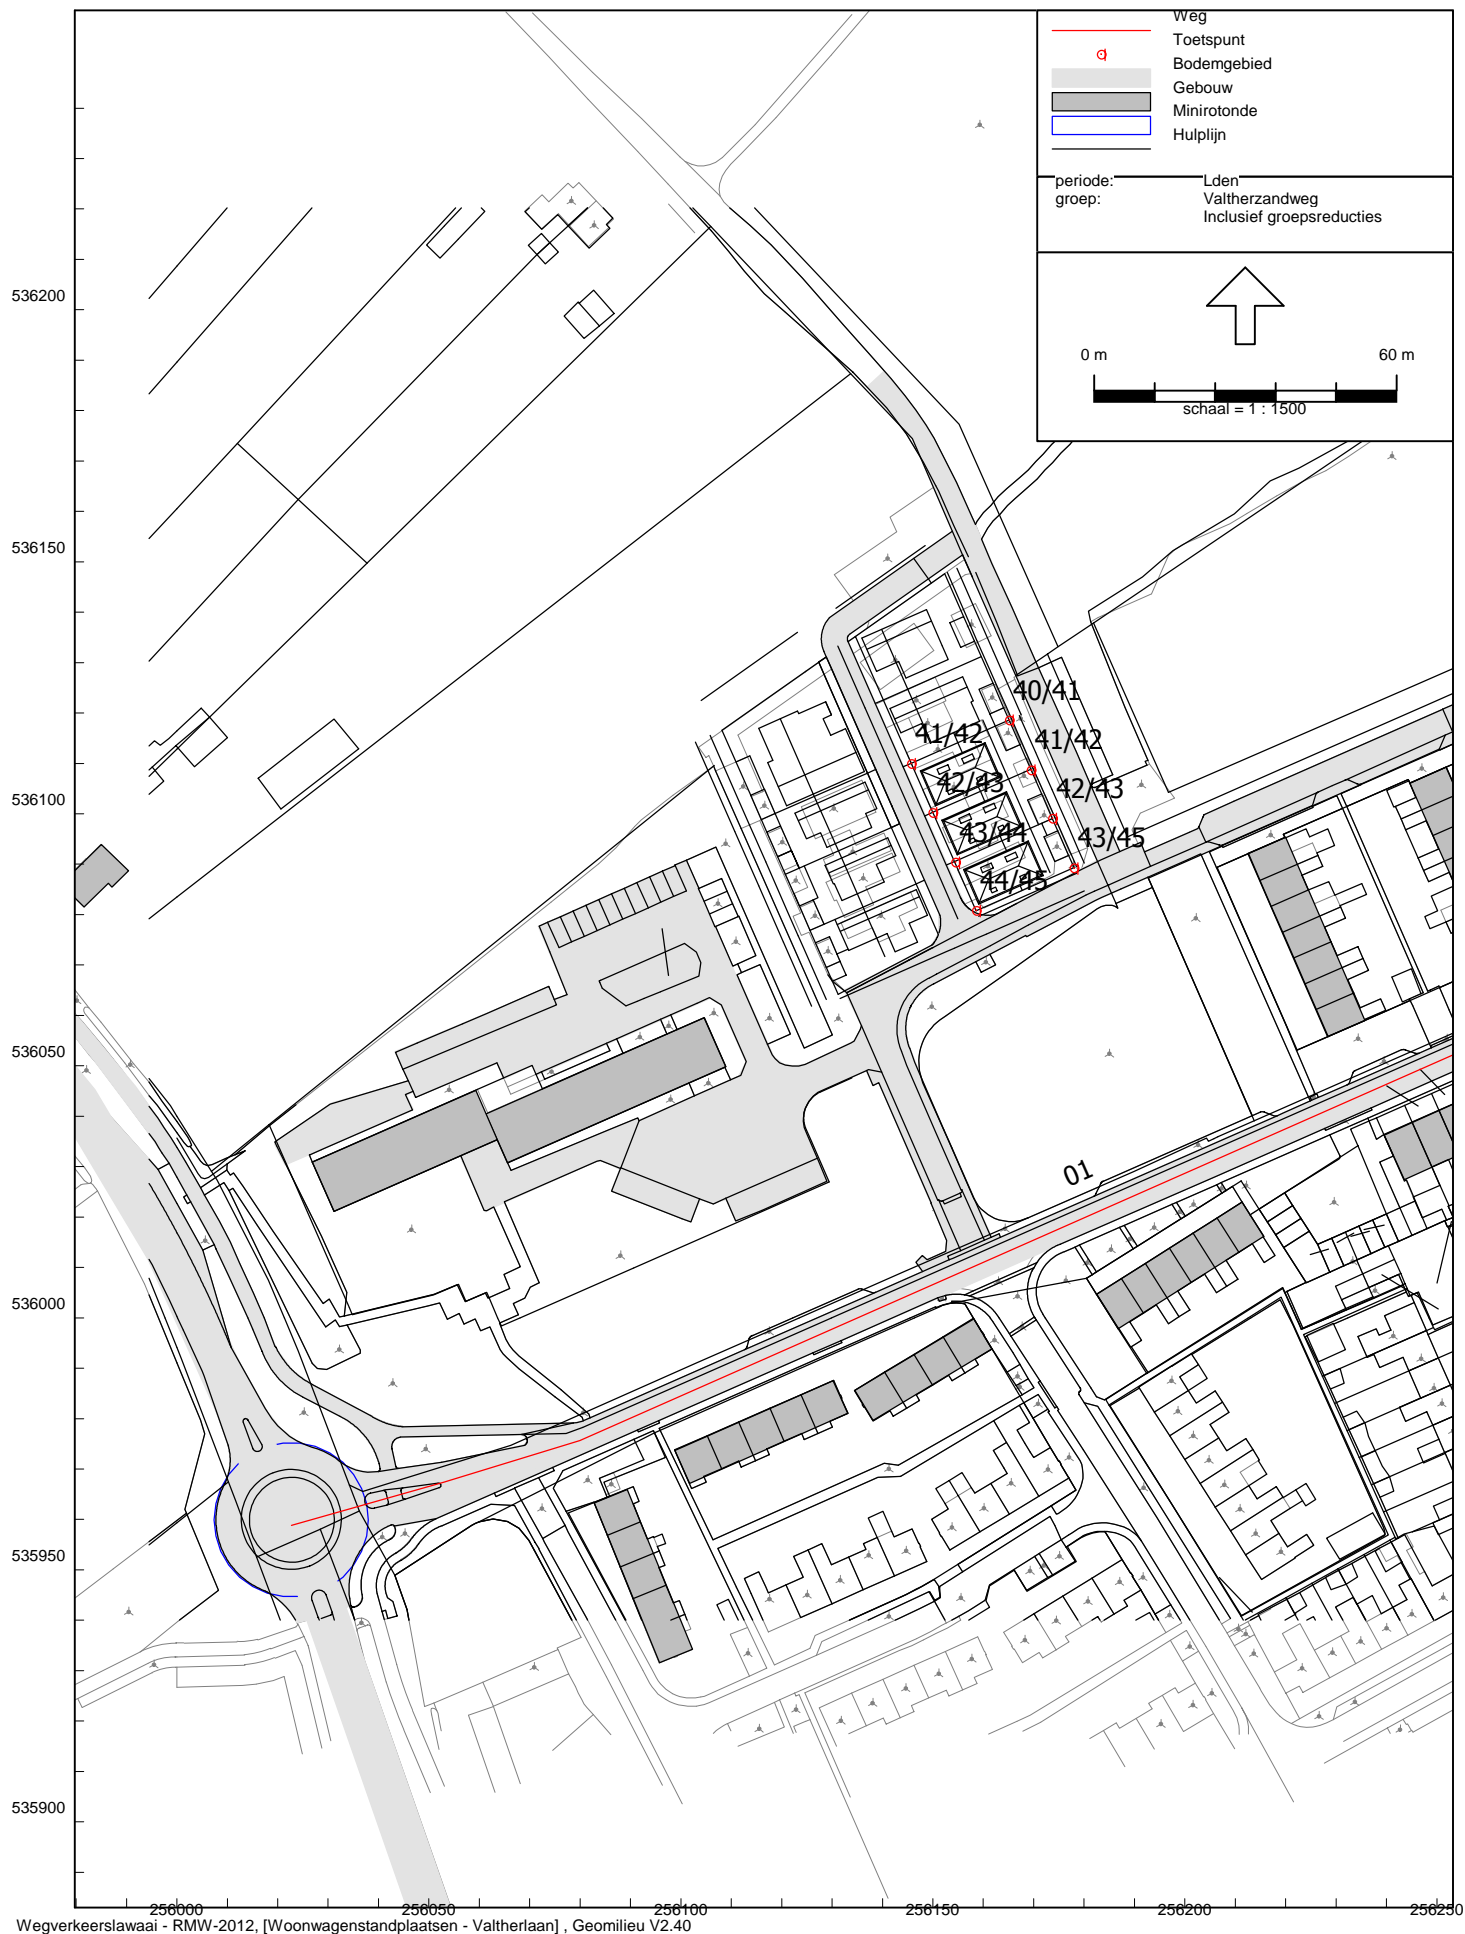 Weg
Toetspunt
Bodemgebied
Gebouw
Minirotonde
Hulplijn
periode: Lden
groep: Valtherzandweg
Inclusief groepsreducties
0 m 60 m
schaal = 1 : 1500
536200
536150
536100
536050
536000
535950
535900
40/41
41/42
41/42
42/43
42/43
43/44
43/45
44/45
01
256000 256050 256100 256150 256200 256250
Wegverkeerslawaai - RMW-2012, [Woonwagenstandplaatsen - Valtherlaan] , Geomilieu V2.40